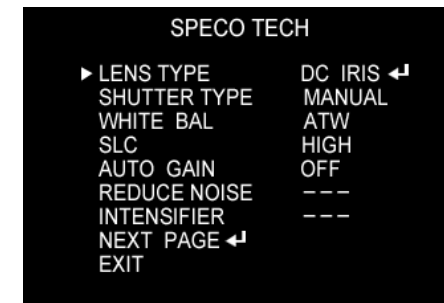 SPECO TECH
▶ LENS TYPE DC IRIS ↵
SHUTTER TYPE MANUAL
WHITE BAL ATW
SLC HIGH
AUTO GAIN OFF
REDUCE NOISE – – –
INTENSIFIER – – –
NEXT PAGE ↵
EXIT